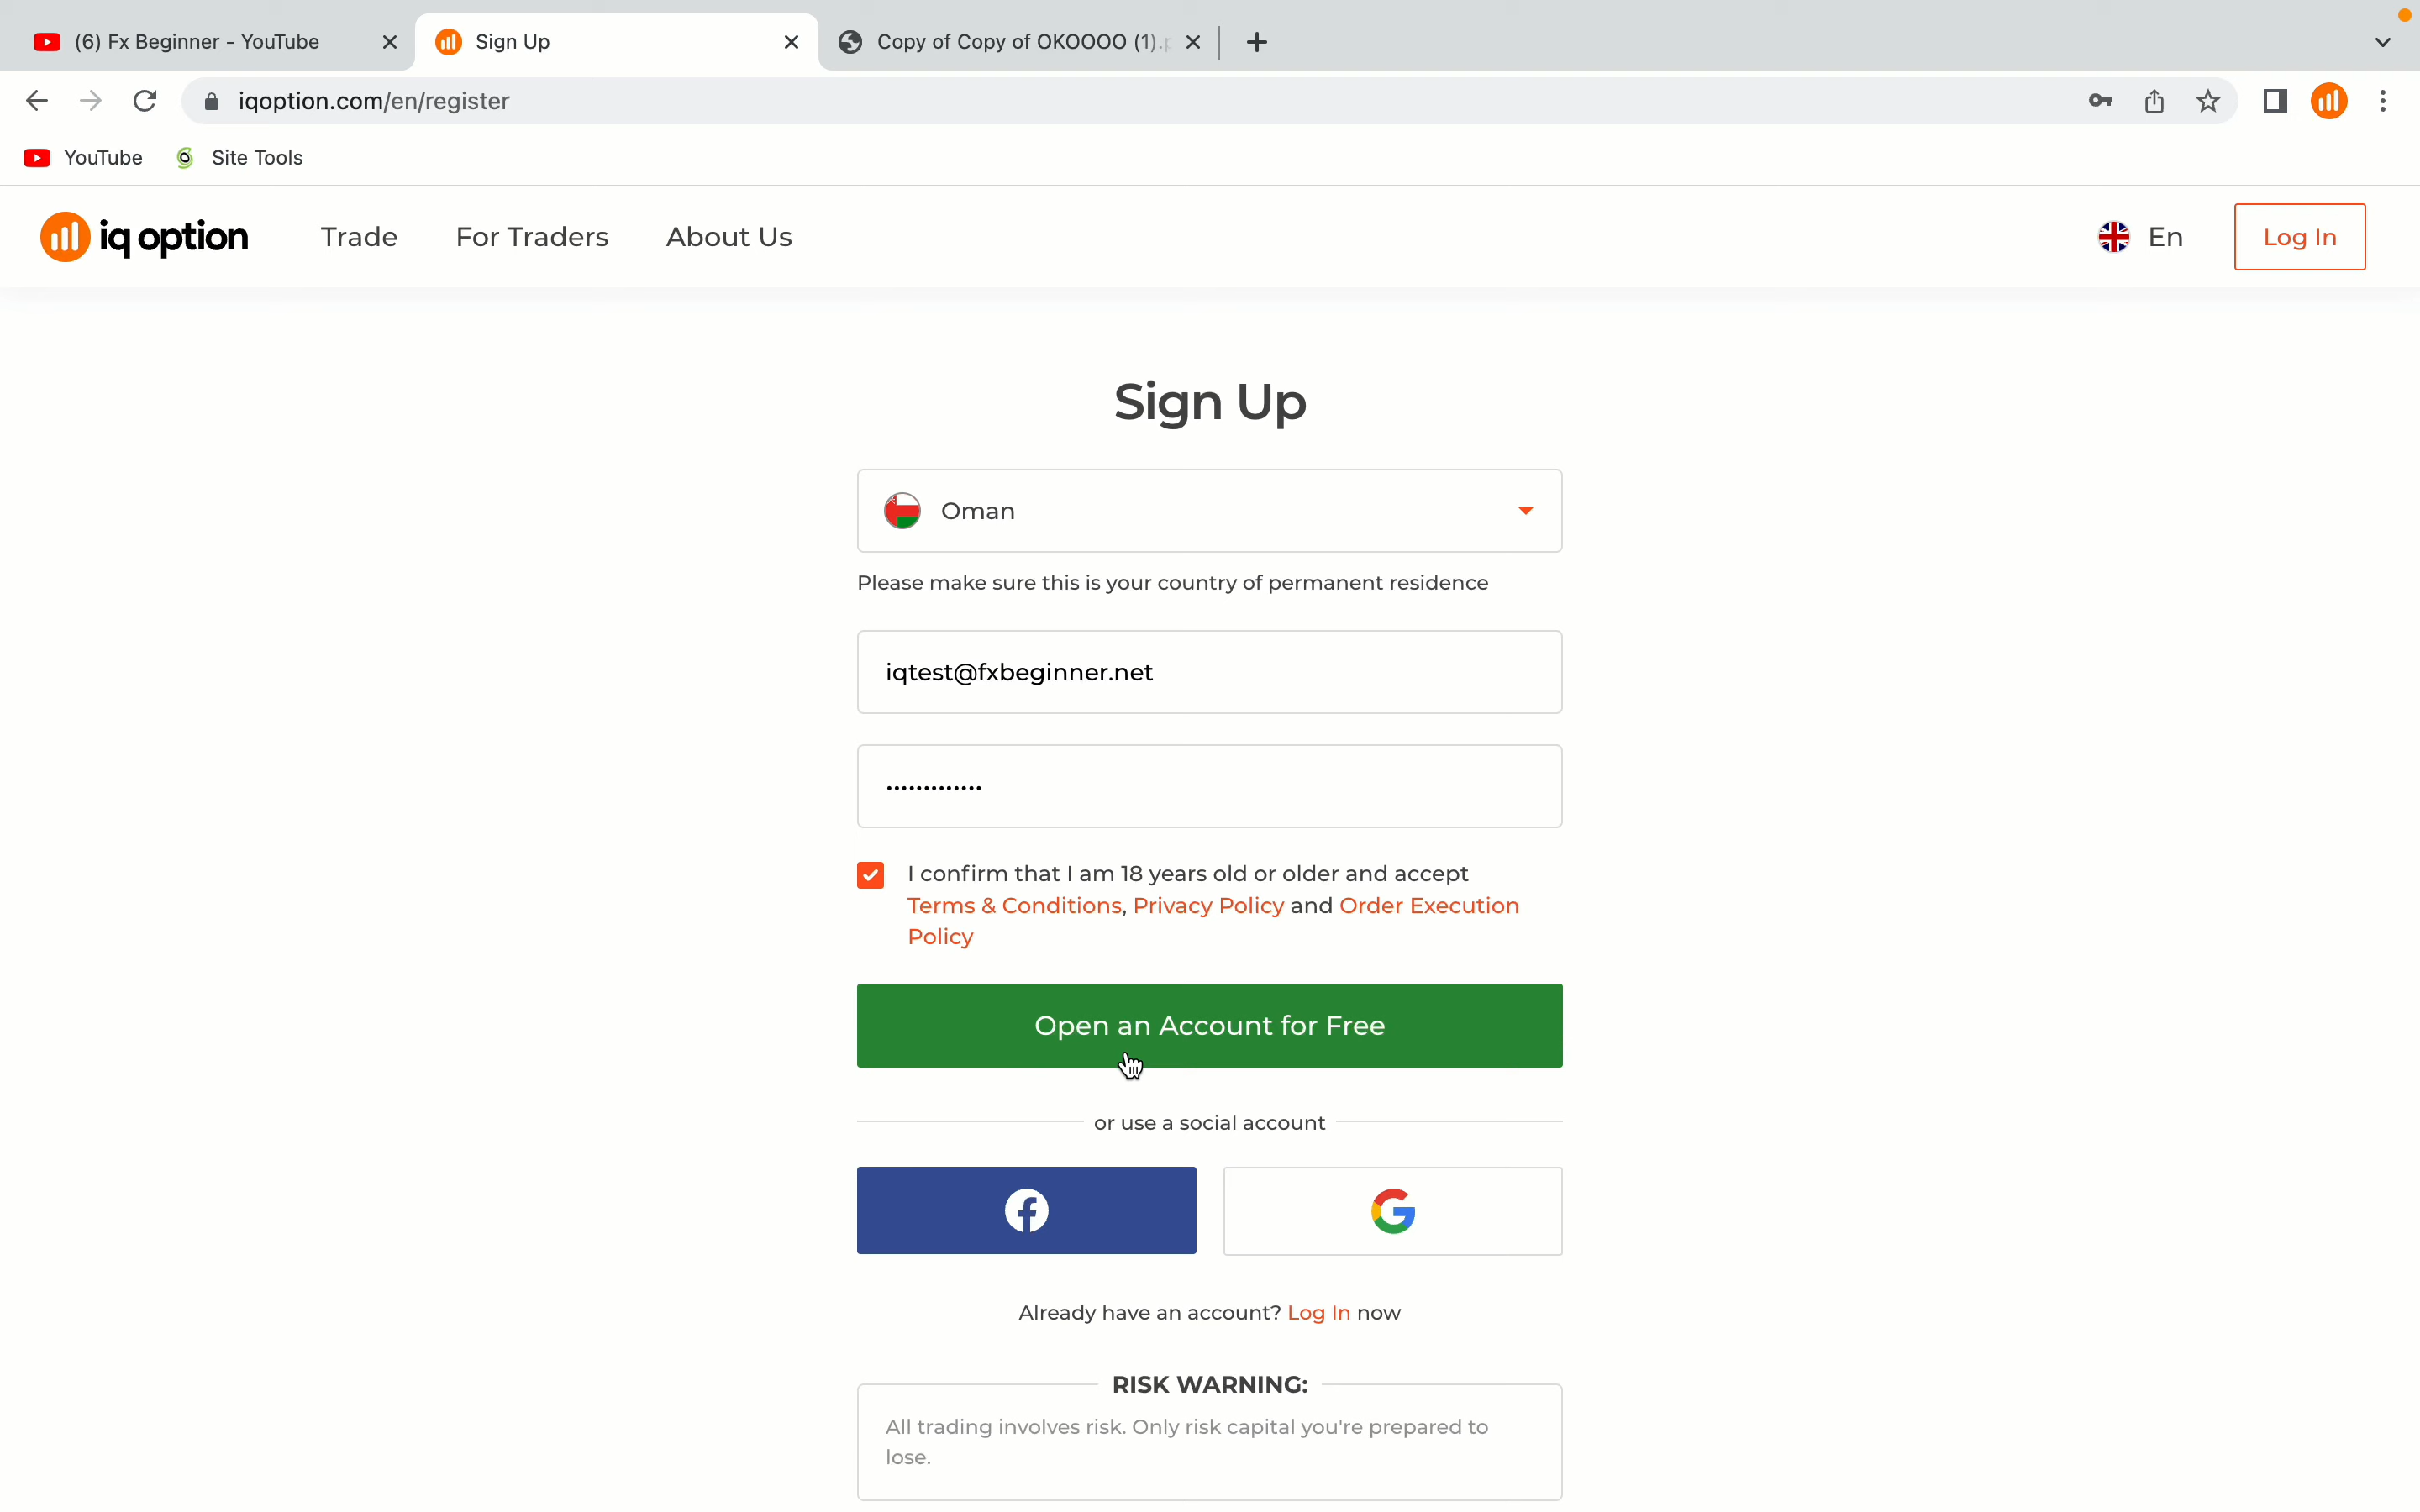 (6) Fx Beginner - YouTube
Sign Up
Copy of Copy of OKOOOO (1).
iqoption.com/en/register
YouTube
Site Tools
iq option
Trade
For Traders
About Us
En
Log In
Sign Up
Oman
Please make sure this is your country of permanent residence
iqtest@fxbeginner.net
•••••••••••••
I confirm that I am 18 years old or older and accept
Terms & Conditions, Privacy Policy and Order Execution
Policy
Open an Account for Free
or use a social account
Already have an account? Log In now
RISK WARNING:
All trading involves risk. Only risk capital you're prepared to
lose.